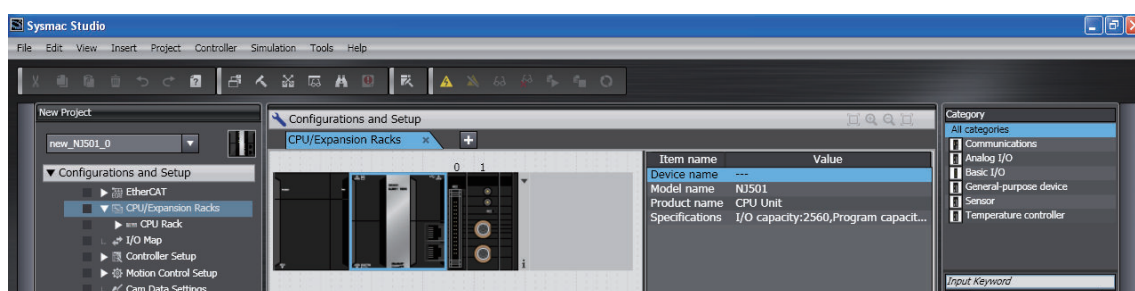 Sysmac Studio
File Edit View Insert Project Controller Simulation Tools Help
New Project
new_NJ501_0
Configurations and Setup
EtherCAT
CPU/Expansion Racks
CPU Rack
I/O Map
Controller Setup
Motion Control Setup
Cam Data Settings
Configurations and Setup
CPU/Expansion Racks
0 1
Item name Value
Device name ---
Model name NJ501
Product name CPU Unit
Specifications I/O capacity:2560,Program capacit...
Category
All categories
Communications
Analog I/O
Basic I/O
General-purpose device
Sensor
Temperature controller
Input Keyword